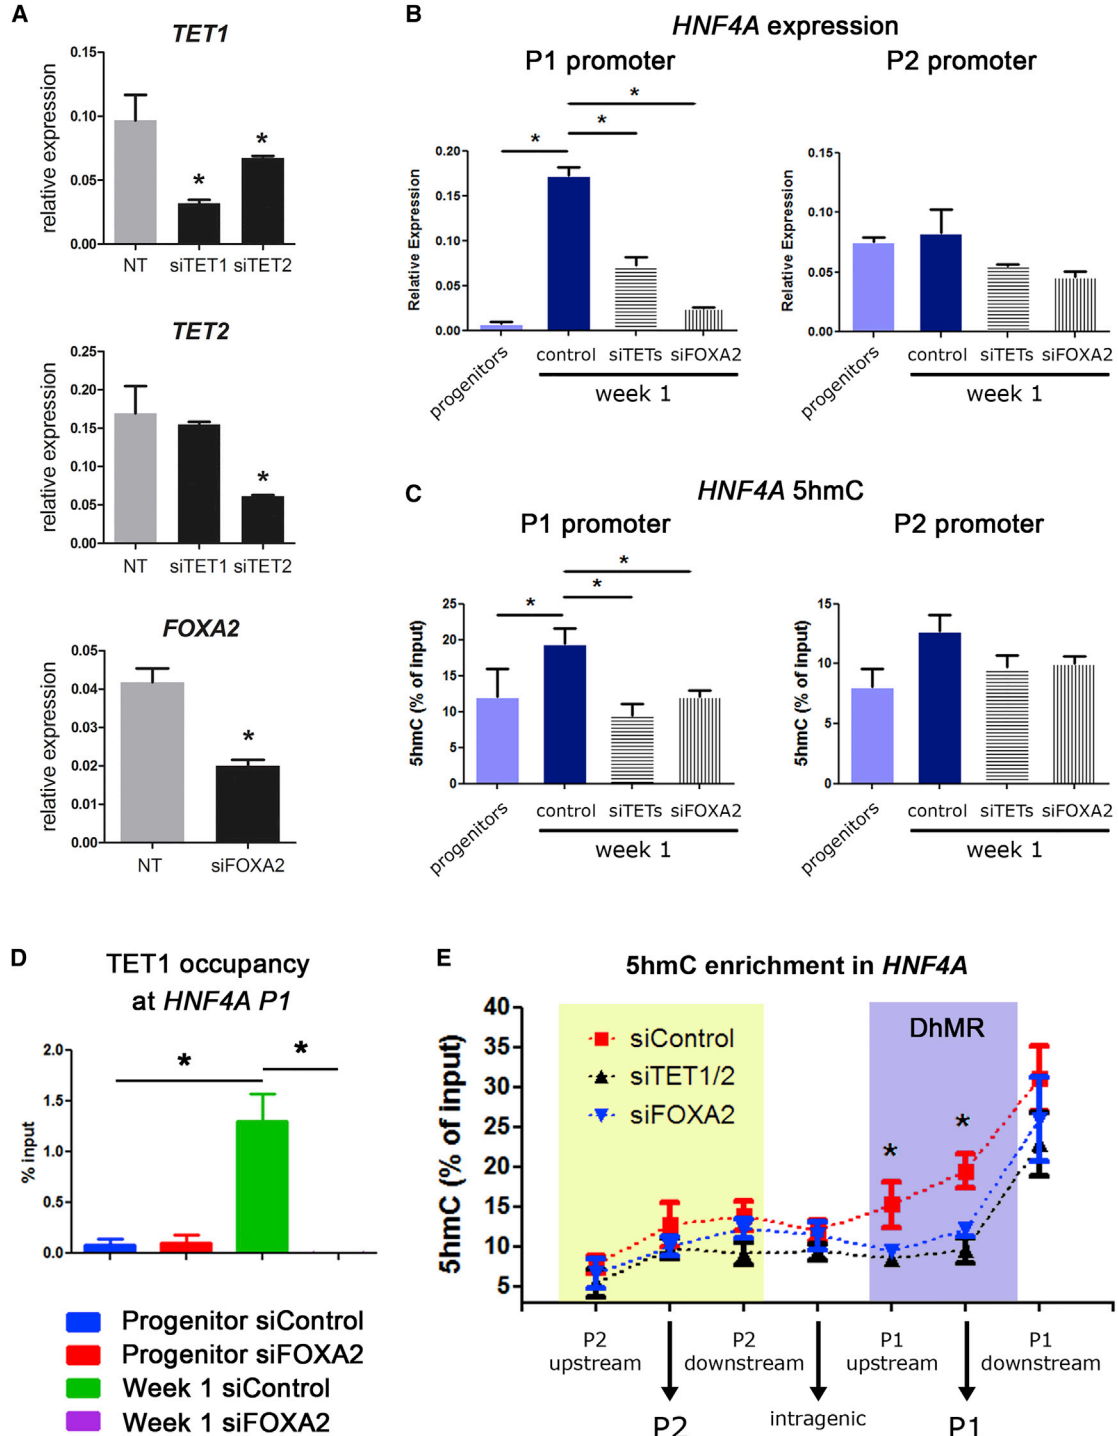 A
TET1
relative expression
0.15
0.10
0.05
0.00
*
*
NT siTET1 siTET2
TET2
relative expression
0.25
0.20
0.15
0.10
0.05
0.00
*
NT siTET1 siTET2
FOXA2
relative expression
0.05
0.04
0.03
0.02
0.01
0.00
*
NT siFOXA2
B
HNF4A expression
P1 promoter
Relative Expression
0.20
0.15
0.10
0.05
0.00
*
*
*
progenitors control siTETs siFOXA2
week 1
P2 promoter
Relative Expression
0.15
0.10
0.05
0.00
progenitors control siTETs siFOXA2
week 1
C
HNF4A 5hmC
P1 promoter
5hmC (% of input)
25
20
15
10
5
0
*
*
*
progenitors control siTETs siFOXA2
week 1
P2 promoter
5hmC (% of input)
15
10
5
0
progenitors control siTETs siFOXA2
week 1
D
TET1 occupancy
at HNF4A P1
% input
2.0
1.5
1.0
0.5
0.0
*
*
Progenitor siControl
Progenitor siFOXA2
Week 1 siControl
Week 1 siFOXA2
E
5hmC enrichment in HNF4A
5hmC (% of input)
40
35
30
25
20
15
10
5
siControl
siTET1/2
siFOXA2
DhMR
*
*
P2
upstream
P2
P2
downstream
intragenic
P1
upstream
P1
P1
downstream